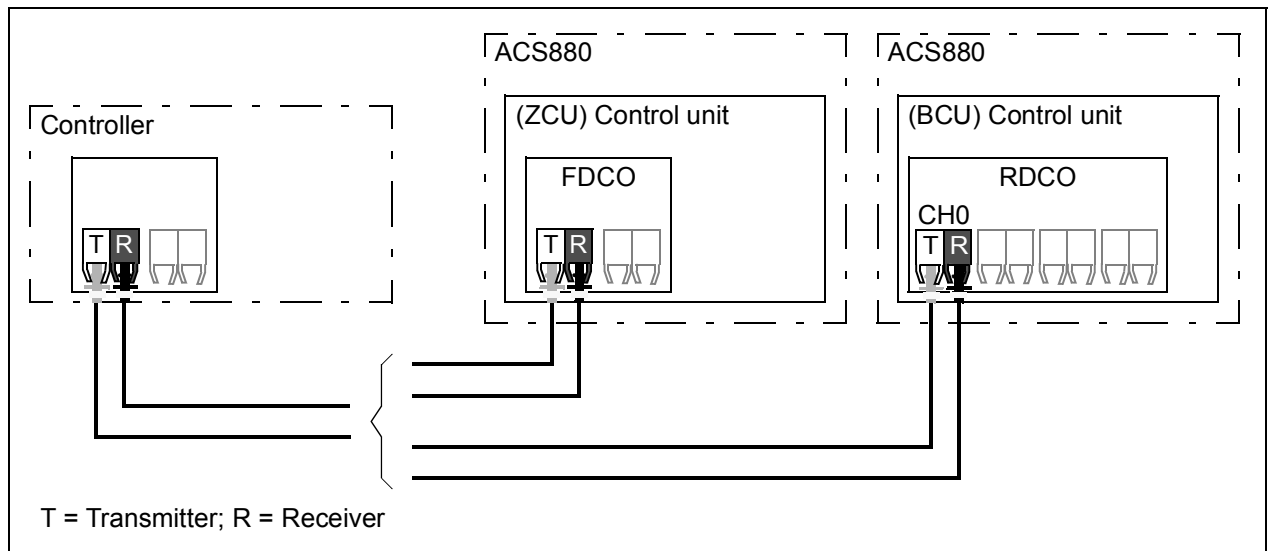 ACS880
ACS880
(ZCU) Control unit
(BCU) Control unit
Controller
FDCO
RDCO
CH0
T R
T R
T R
T = Transmitter; R = Receiver